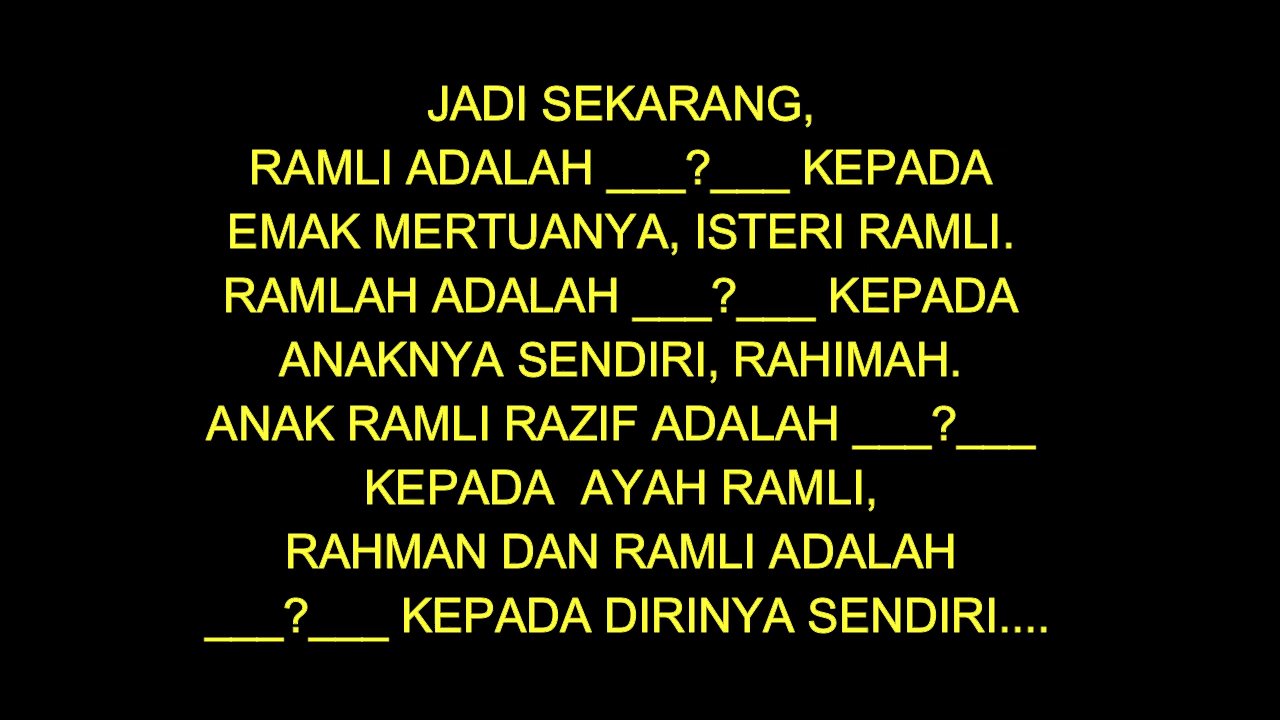 JADI SEKARANG,
RAMLI ADALAH ___?___ KEPADA
EMAK MERTUANYA, ISTERI RAMLI.
RAMLAH ADALAH ___?___ KEPADA
ANAKNYA SENDIRI, RAHIMAH.
ANAK RAMLI RAZIF ADALAH ___?___
KEPADA  AYAH RAMLI,
RAHMAN DAN RAMLI ADALAH
___?___ KEPADA DIRINYA SENDIRI....